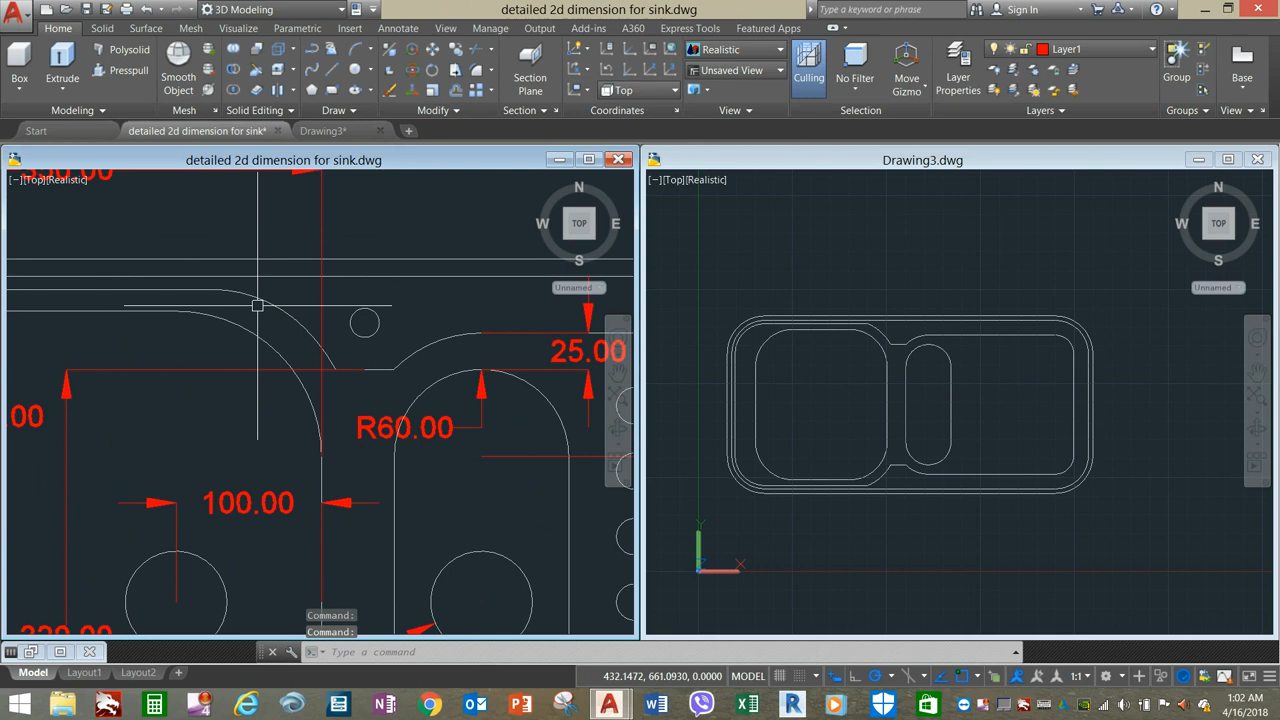 3D Modeling
detailed 2d dimension for sink.dwg
Type a keyword or phrase
Sign In
Home Solid Surface Mesh Visualize Parametric Insert Annotate View Manage Output Add-ins A360 Express Tools Featured Apps
Box
Extrude
Polysolid
Presspull
Smooth
Object
Section
Plane
Realistic
Unsaved View
Top
Culling
No Filter
Move
Gizmo
Layer
Properties
Layer1
Group
Base
Modeling
Mesh
Solid Editing
Draw
Modify
Section
Coordinates
View
Selection
Layers
Groups
View
Start
detailed 2d dimension for sink*
Drawing3*
detailed 2d dimension for sink.dwg
Drawing3.dwg
[−][Top][Realistic]
N
W
TOP
E
S
Unnamed
25.00
R60.00
.00
100.00
Command:
Command:
[−][Top][Realistic]
N
W
TOP
E
S
Unnamed
Y
X
Type a command
Model
Layout1
Layout2
432.1472, 661.0930, 0.0000
MODEL
1:1
1:02 AM
4/16/2018